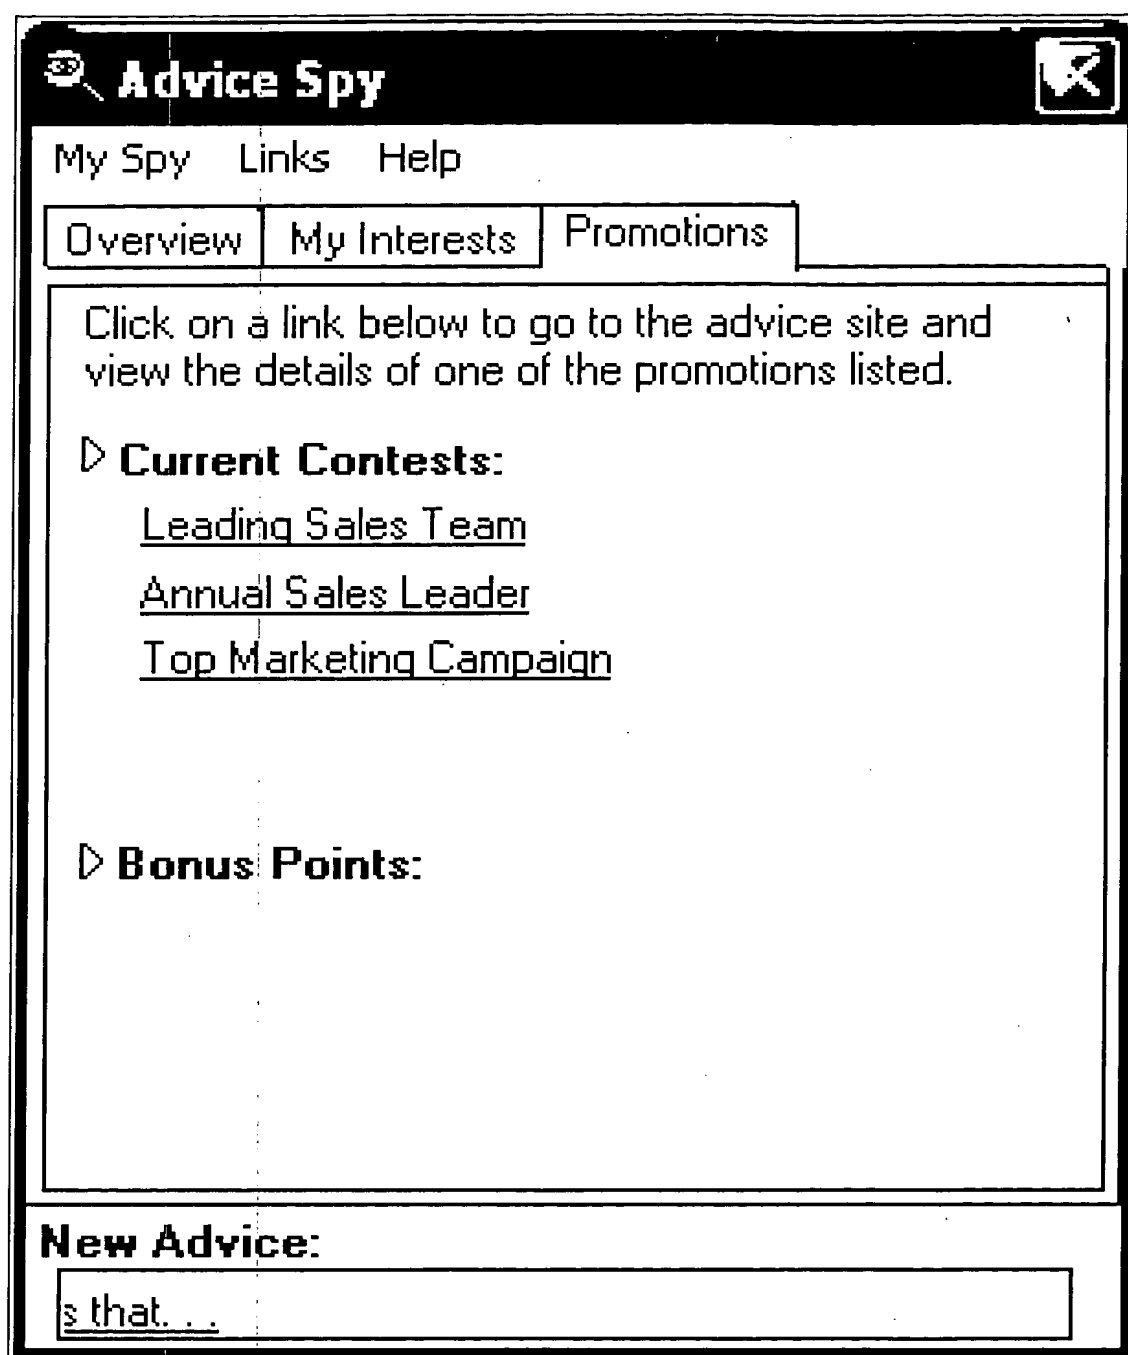 Advice Spy
My Spy Links Help
Overview My Interests Promotions
Click on a link below to go to the advice site and
view the details of one of the promotions listed.
Current Contests:
Leading Sales Team
Annual Sales Leader
Top Marketing Campaign
Bonus Points:
New Advice:
s that. . .